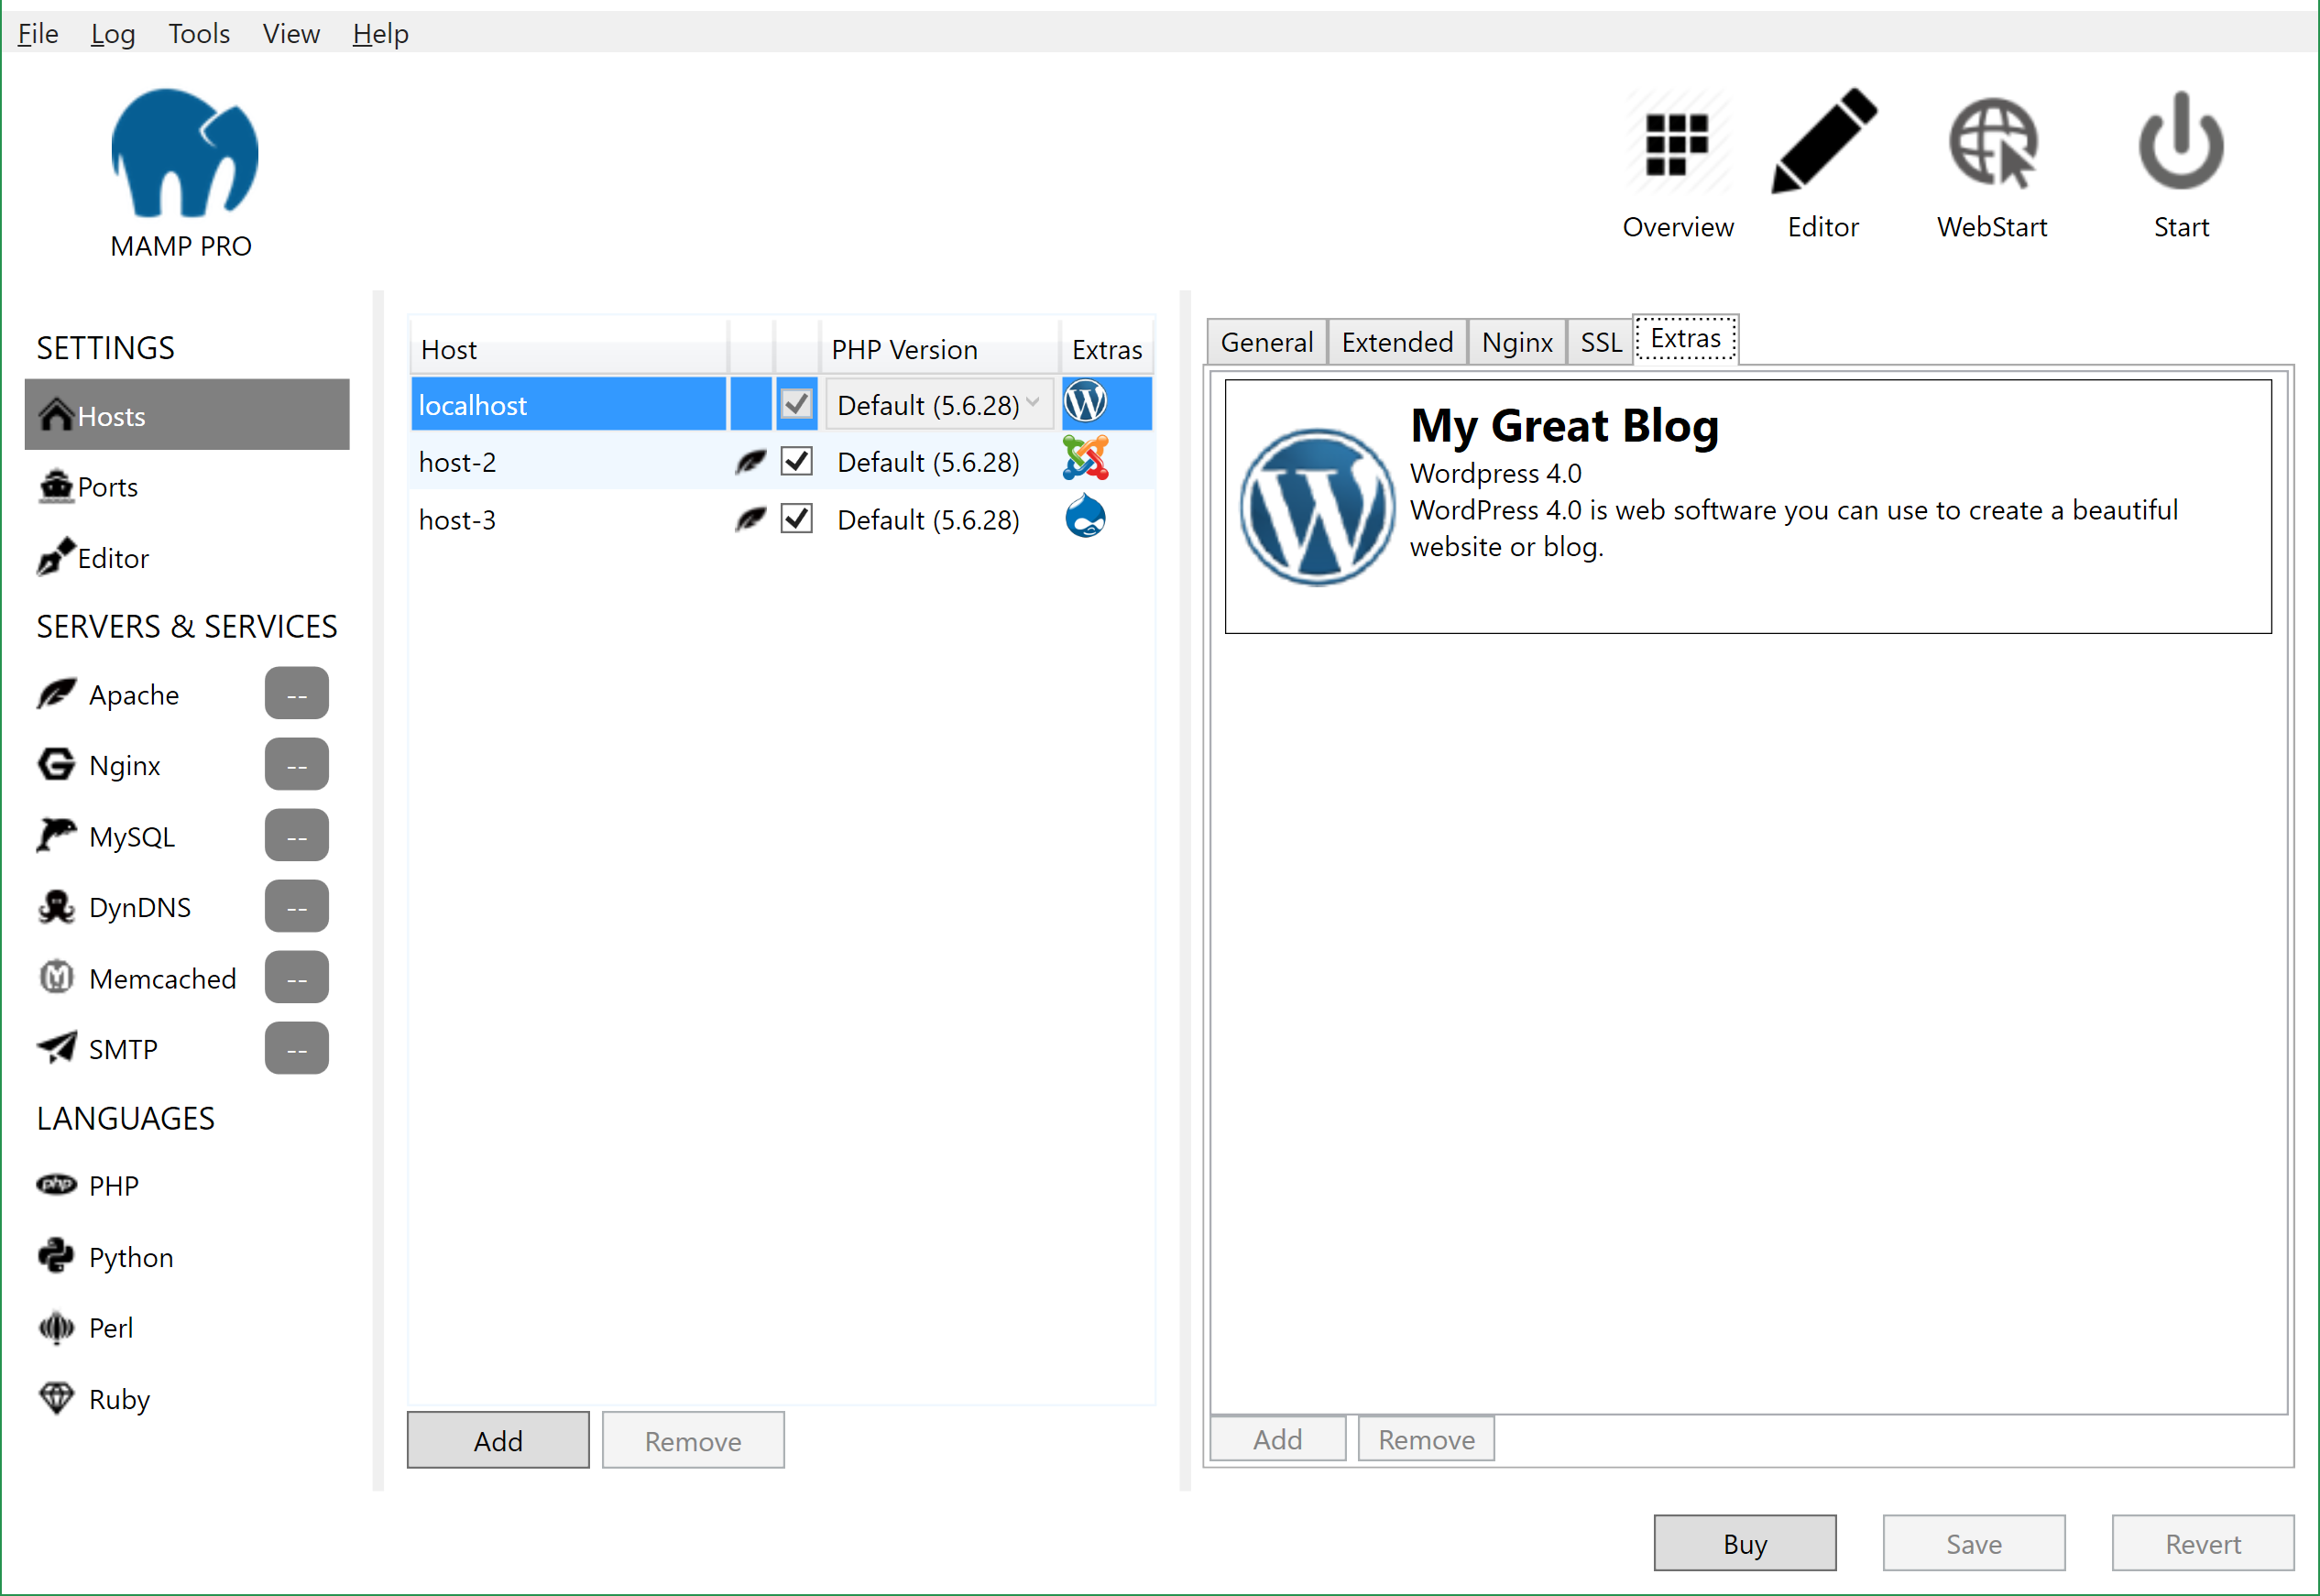 File Log Tools View Help
MAMP PRO
Overview Editor WebStart Start
SETTINGS
Hosts
Ports
Editor
SERVERS & SERVICES
Apache --
Nginx --
MySQL --
DynDNS --
Memcached --
SMTP --
LANGUAGES
php PHP
Python
Perl
Ruby
Host PHP Version Extras
localhost Default (5.6.28)
host-2 Default (5.6.28)
host-3 Default (5.6.28)
Add Remove
General Extended Nginx SSL Extras
My Great Blog
Wordpress 4.0
WordPress 4.0 is web software you can use to create a beautiful
website or blog.
Add Remove
Buy Save Revert